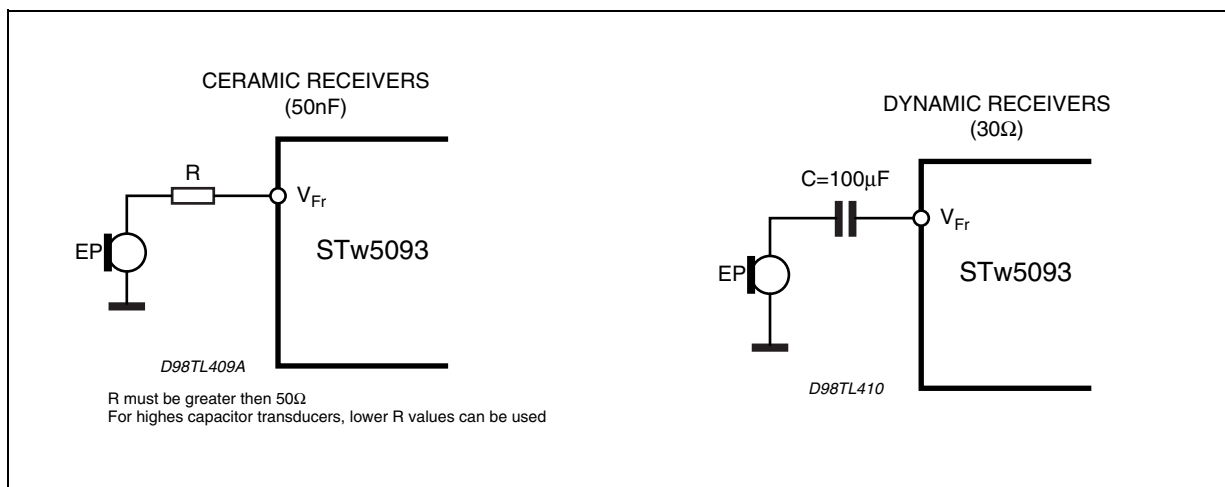 CERAMIC RECEIVERS
(50nF)
R
V_Fr
EP
STw5093
D98TL409A
R must be greater then 50Ω
For highes capacitor transducers, lower R values can be used
DYNAMIC RECEIVERS
(30Ω)
C=100µF
V_Fr
EP
STw5093
D98TL410